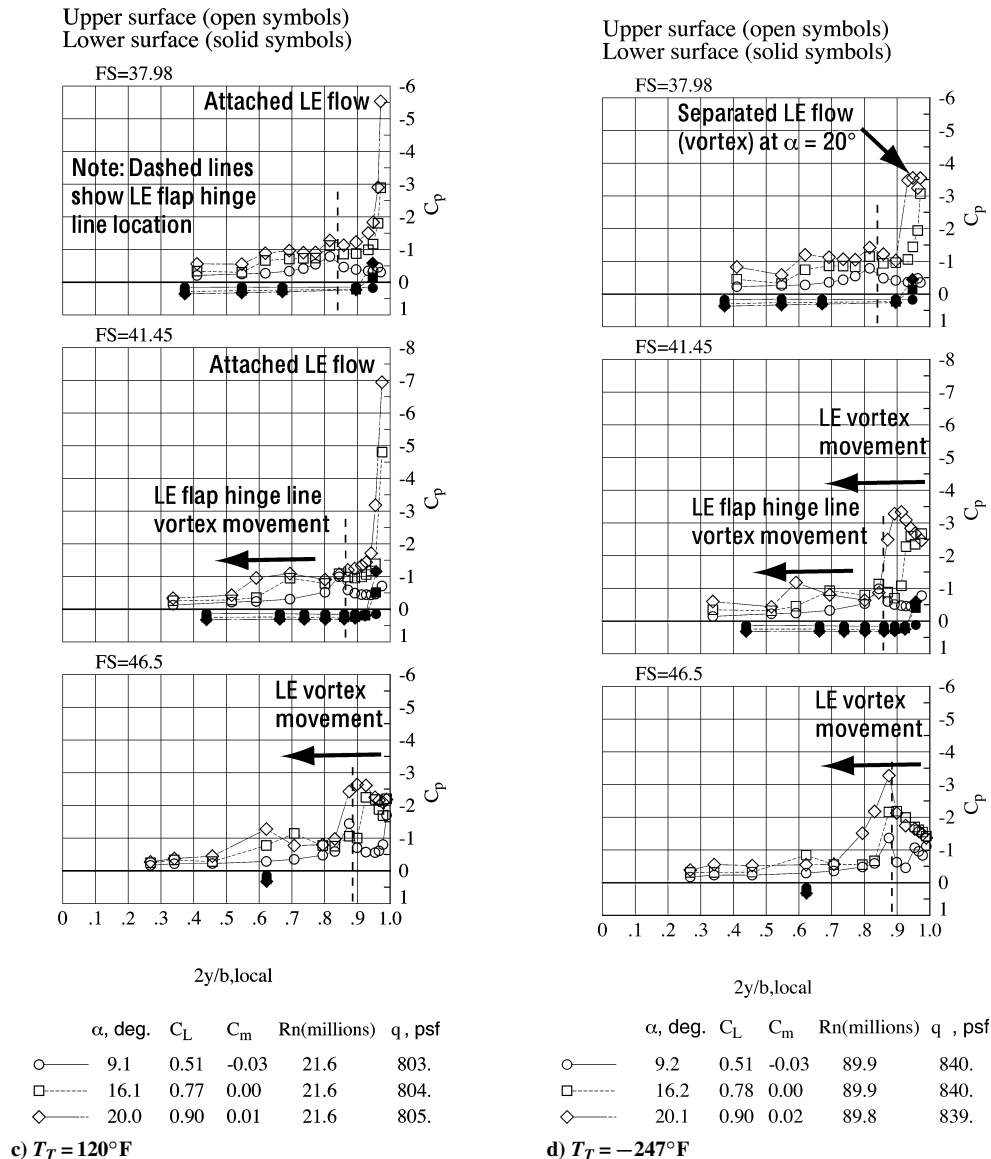 Upper surface (open symbols)
Lower surface (solid symbols)
FS=37.98
Attached LE flow
Note: Dashed lines
show LE flap hinge
line location
-6
-5
-4
-3
-2
-1
0
1
Cp
FS=41.45
Attached LE flow
LE flap hinge line
vortex movement
-8
-7
-6
-5
-4
-3
-2
-1
0
1
Cp
FS=46.5
LE vortex
movement
-6
-5
-4
-3
-2
-1
0
1
Cp
0 .1 .2 .3 .4 .5 .6 .7 .8 .9 1.0
2y/b,local
α, deg. CL Cm Rn(millions) q , psf
9.1 0.51 -0.03 21.6 803.
16.1 0.77 0.00 21.6 804.
20.0 0.90 0.01 21.6 805.
c) TT = 120°F
Upper surface (open symbols)
Lower surface (solid symbols)
FS=37.98
Separated LE flow
(vortex) at α = 20°
-6
-5
-4
-3
-2
-1
0
1
Cp
FS=41.45
LE vortex
movement
LE flap hinge line
vortex movement
-8
-7
-6
-5
-4
-3
-2
-1
0
1
Cp
FS=46.5
LE vortex
movement
-6
-5
-4
-3
-2
-1
0
1
Cp
0 .1 .2 .3 .4 .5 .6 .7 .8 .9 1.0
2y/b,local
α, deg. CL Cm Rn(millions) q , psf
9.2 0.51 -0.03 89.9 840.
16.2 0.78 0.00 89.9 840.
20.1 0.90 0.02 89.8 839.
d) TT = −247°F